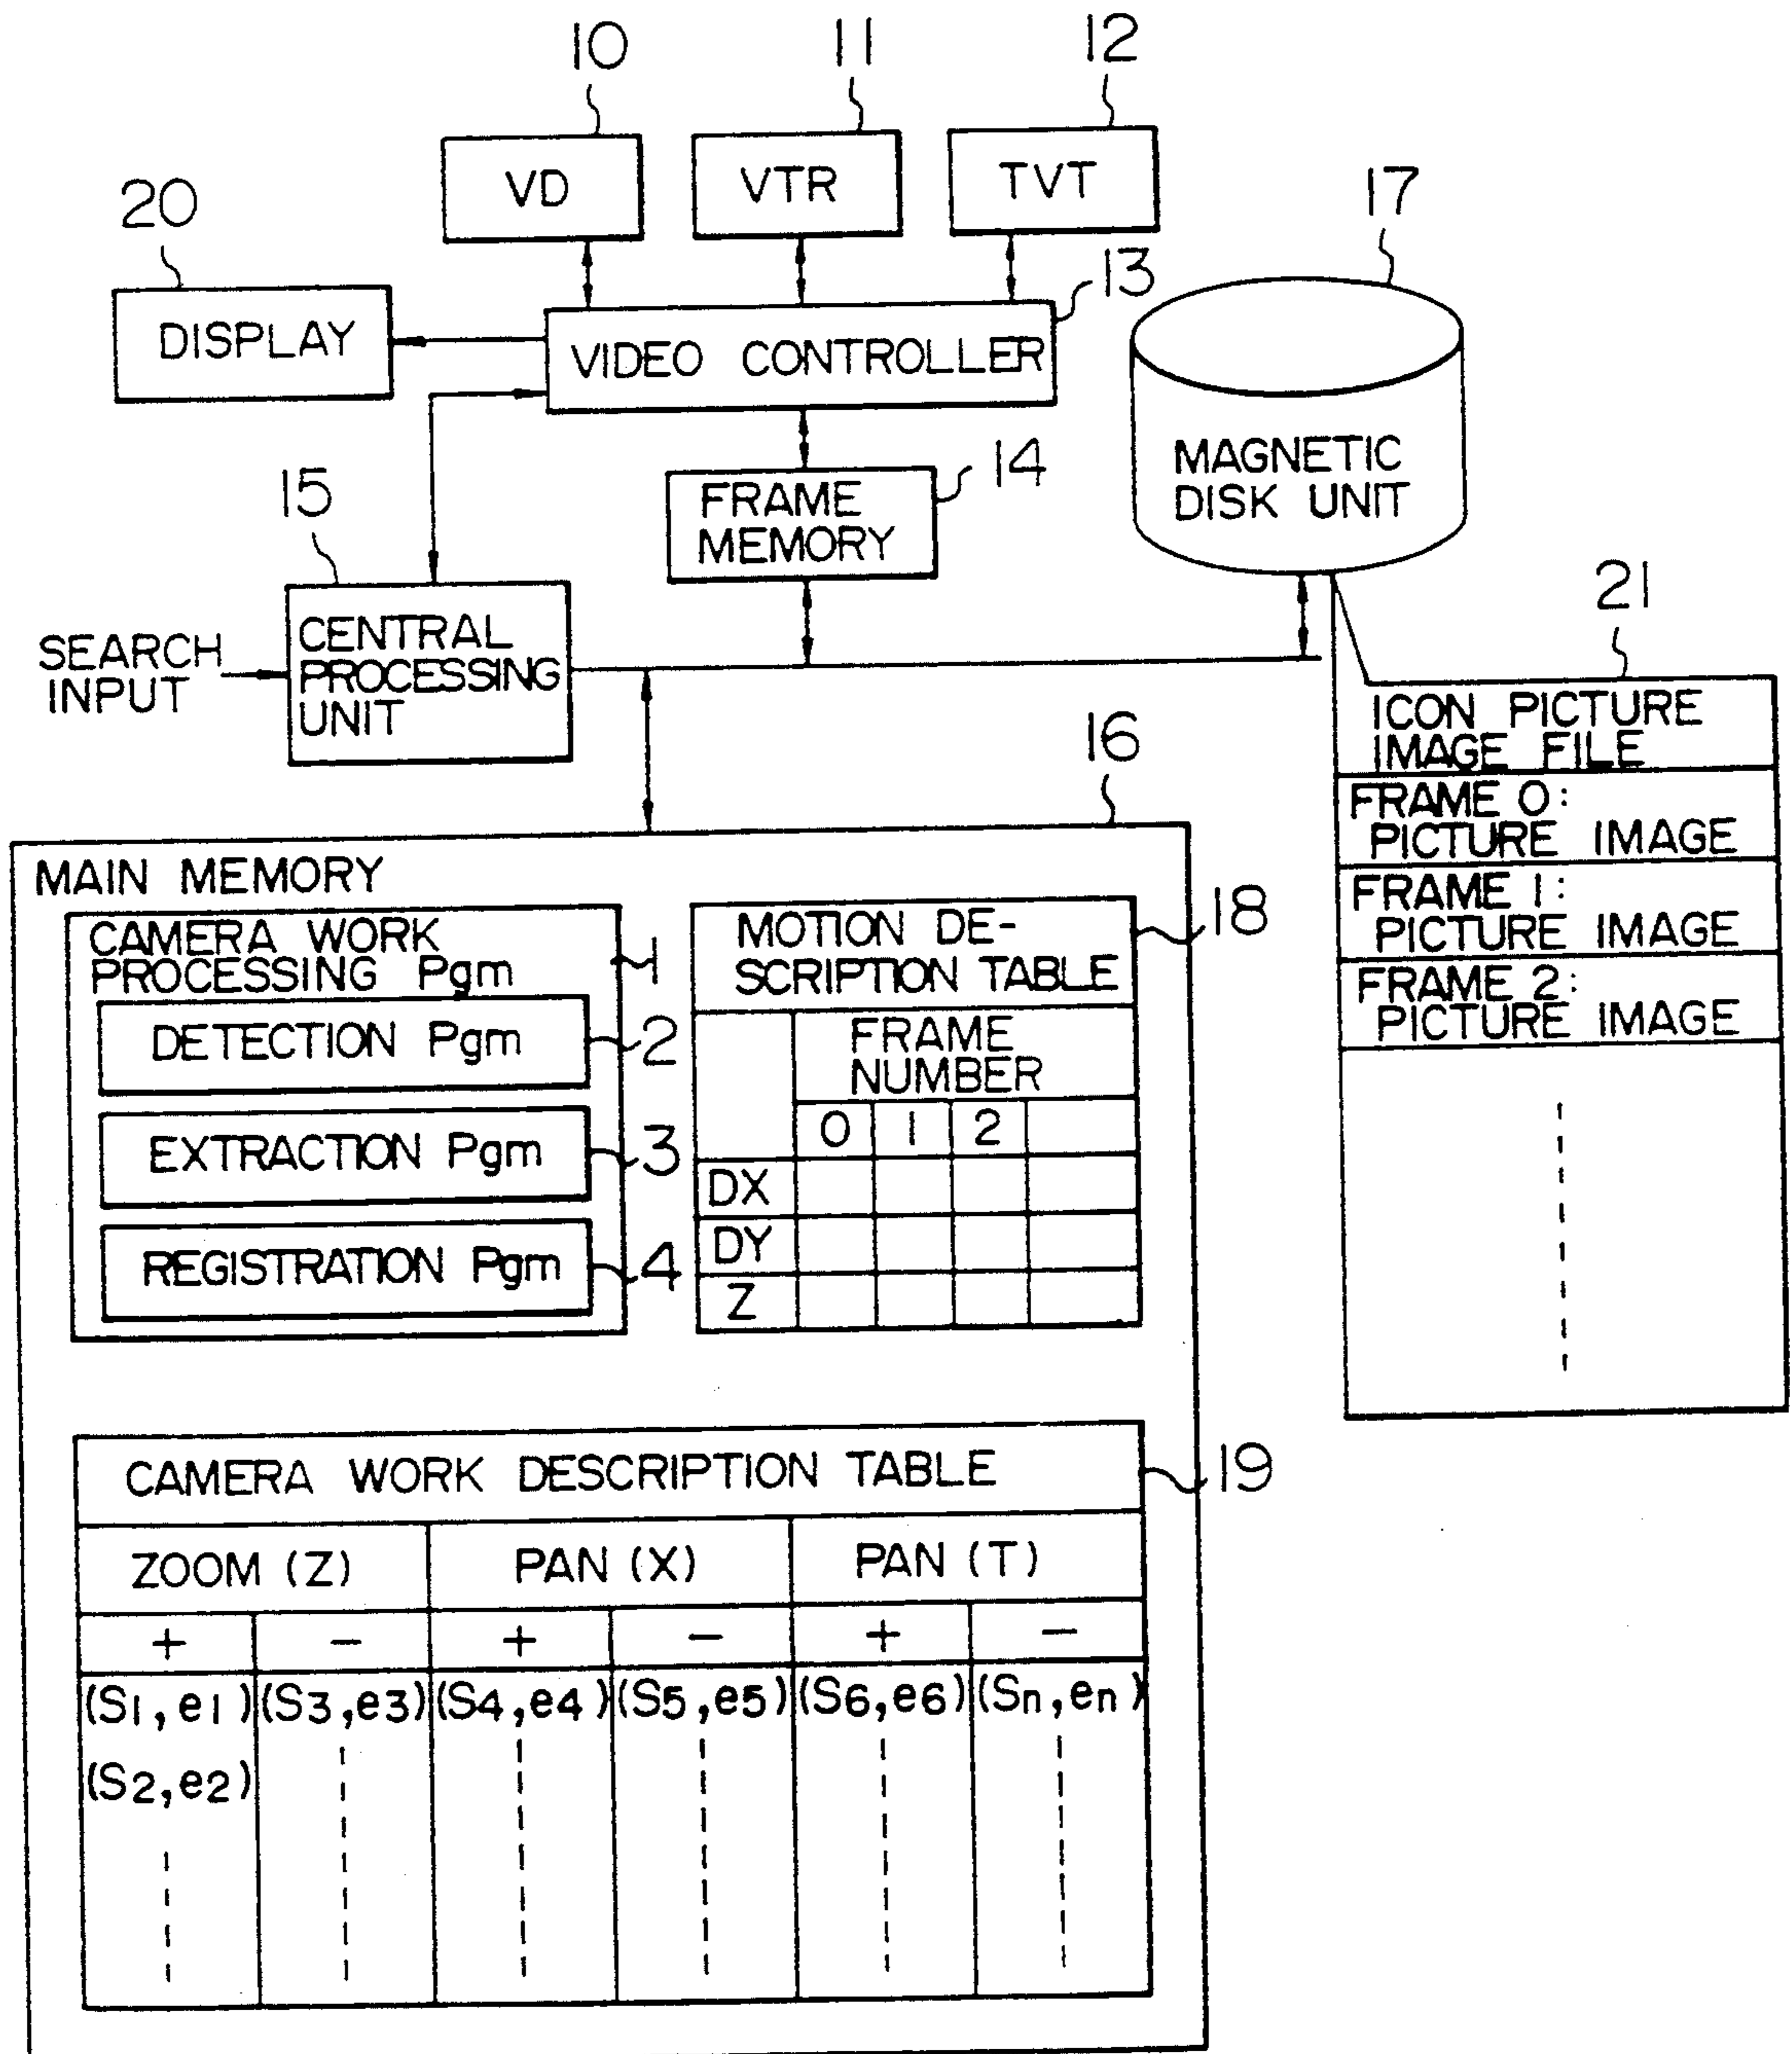 10
11
12
VD
VTR
TVT
20
17
13
DISPLAY
VIDEO CONTROLLER
MAGNETIC
DISK UNIT
14
FRAME
MEMORY
15
SEARCH
INPUT
CENTRAL
PROCESSING
UNIT
21
ICON PICTURE
IMAGE FILE
FRAME 0:
PICTURE IMAGE
FRAME 1:
PICTURE IMAGE
FRAME 2:
PICTURE IMAGE
16
MAIN MEMORY
CAMERA WORK
PROCESSING Pgm
1
DETECTION Pgm
2
EXTRACTION Pgm
3
REGISTRATION Pgm
4
MOTION DE-
SCRIPTION TABLE
18
FRAME
NUMBER
0 1 2
DX
DY
Z
CAMERA WORK DESCRIPTION TABLE
19
ZOOM (Z) PAN (X) PAN (T)
+ - + - + -
(S1,e1) (S3,e3) (S4,e4) (S5,e5) (S6,e6) (Sn,en)
(S2,e2)